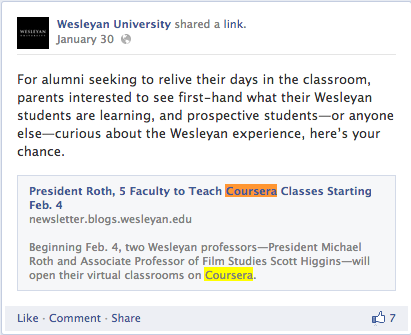 WESLEYAN
UNIVERSITY
Wesleyan University shared a link.
January 30
For alumni seeking to relive their days in the classroom,
parents interested to see first-hand what their Wesleyan
students are learning, and prospective students—or anyone
else—curious about the Wesleyan experience, here's your
chance.
President Roth, 5 Faculty to Teach Coursera Classes Starting
Feb. 4
newsletter.blogs.wesleyan.edu
Beginning Feb. 4, two Wesleyan professors—President Michael
Roth and Associate Professor of Film Studies Scott Higgins—will
open their virtual classrooms on Coursera.
Like · Comment · Share 7